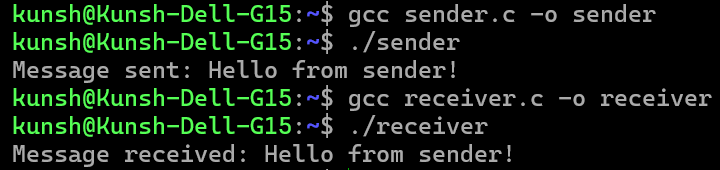 kunsh@Kunsh-Dell-G15:~$ gcc sender.c -o sender
kunsh@Kunsh-Dell-G15:~$ ./sender
Message sent: Hello from sender!
kunsh@Kunsh-Dell-G15:~$ gcc receiver.c -o receiver
kunsh@Kunsh-Dell-G15:~$ ./receiver
Message received: Hello from sender!